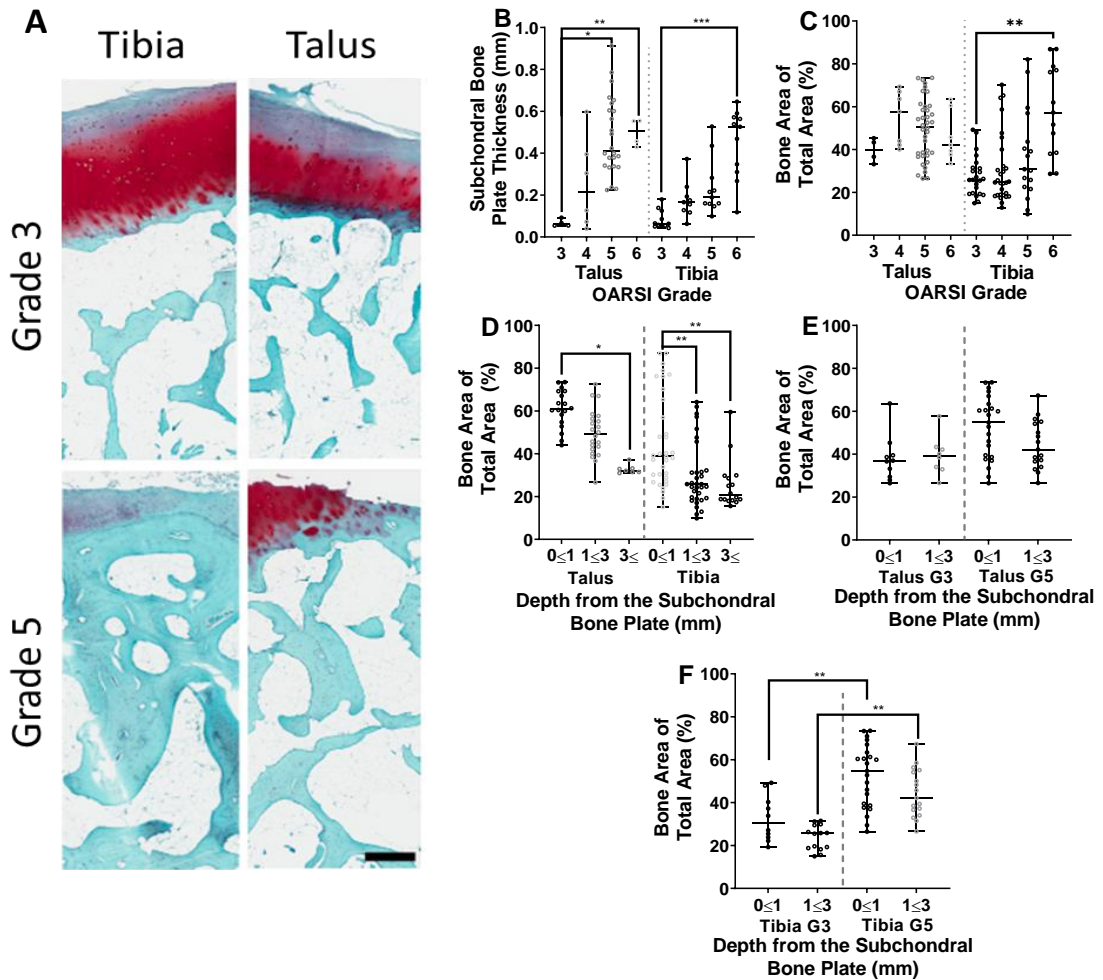 A
Tibia Talus
Grade 3
Grade 5
B
Subchondral Bone
Plate Thickness (mm)
1.0
0.8
0.6
0.4
0.2
0.0
**
*
***
3 4 5 6 3 4 5 6
Talus Tibia
OARSI Grade
C
Bone Area of
Total Area (%)
100
80
60
40
20
0
**
3 4 5 6 3 4 5 6
Talus Tibia
OARSI Grade
D
Bone Area of
Total Area (%)
100
80
60
40
20
0
*
**
**
0≤1 1≤3 3≤ 0≤1 1≤3 3≤
Talus Tibia
Depth from the Subchondral
Bone Plate (mm)
E
Bone Area of
Total Area (%)
100
80
60
40
20
0
0≤1 1≤3 0≤1 1≤3
Talus G3 Talus G5
Depth from the Subchondral
Bone Plate (mm)
F
Bone Area of
Total Area (%)
100
80
60
40
20
0
**
**
0≤1 1≤3 0≤1 1≤3
Tibia G3 Tibia G5
Depth from the Subchondral
Bone Plate (mm)